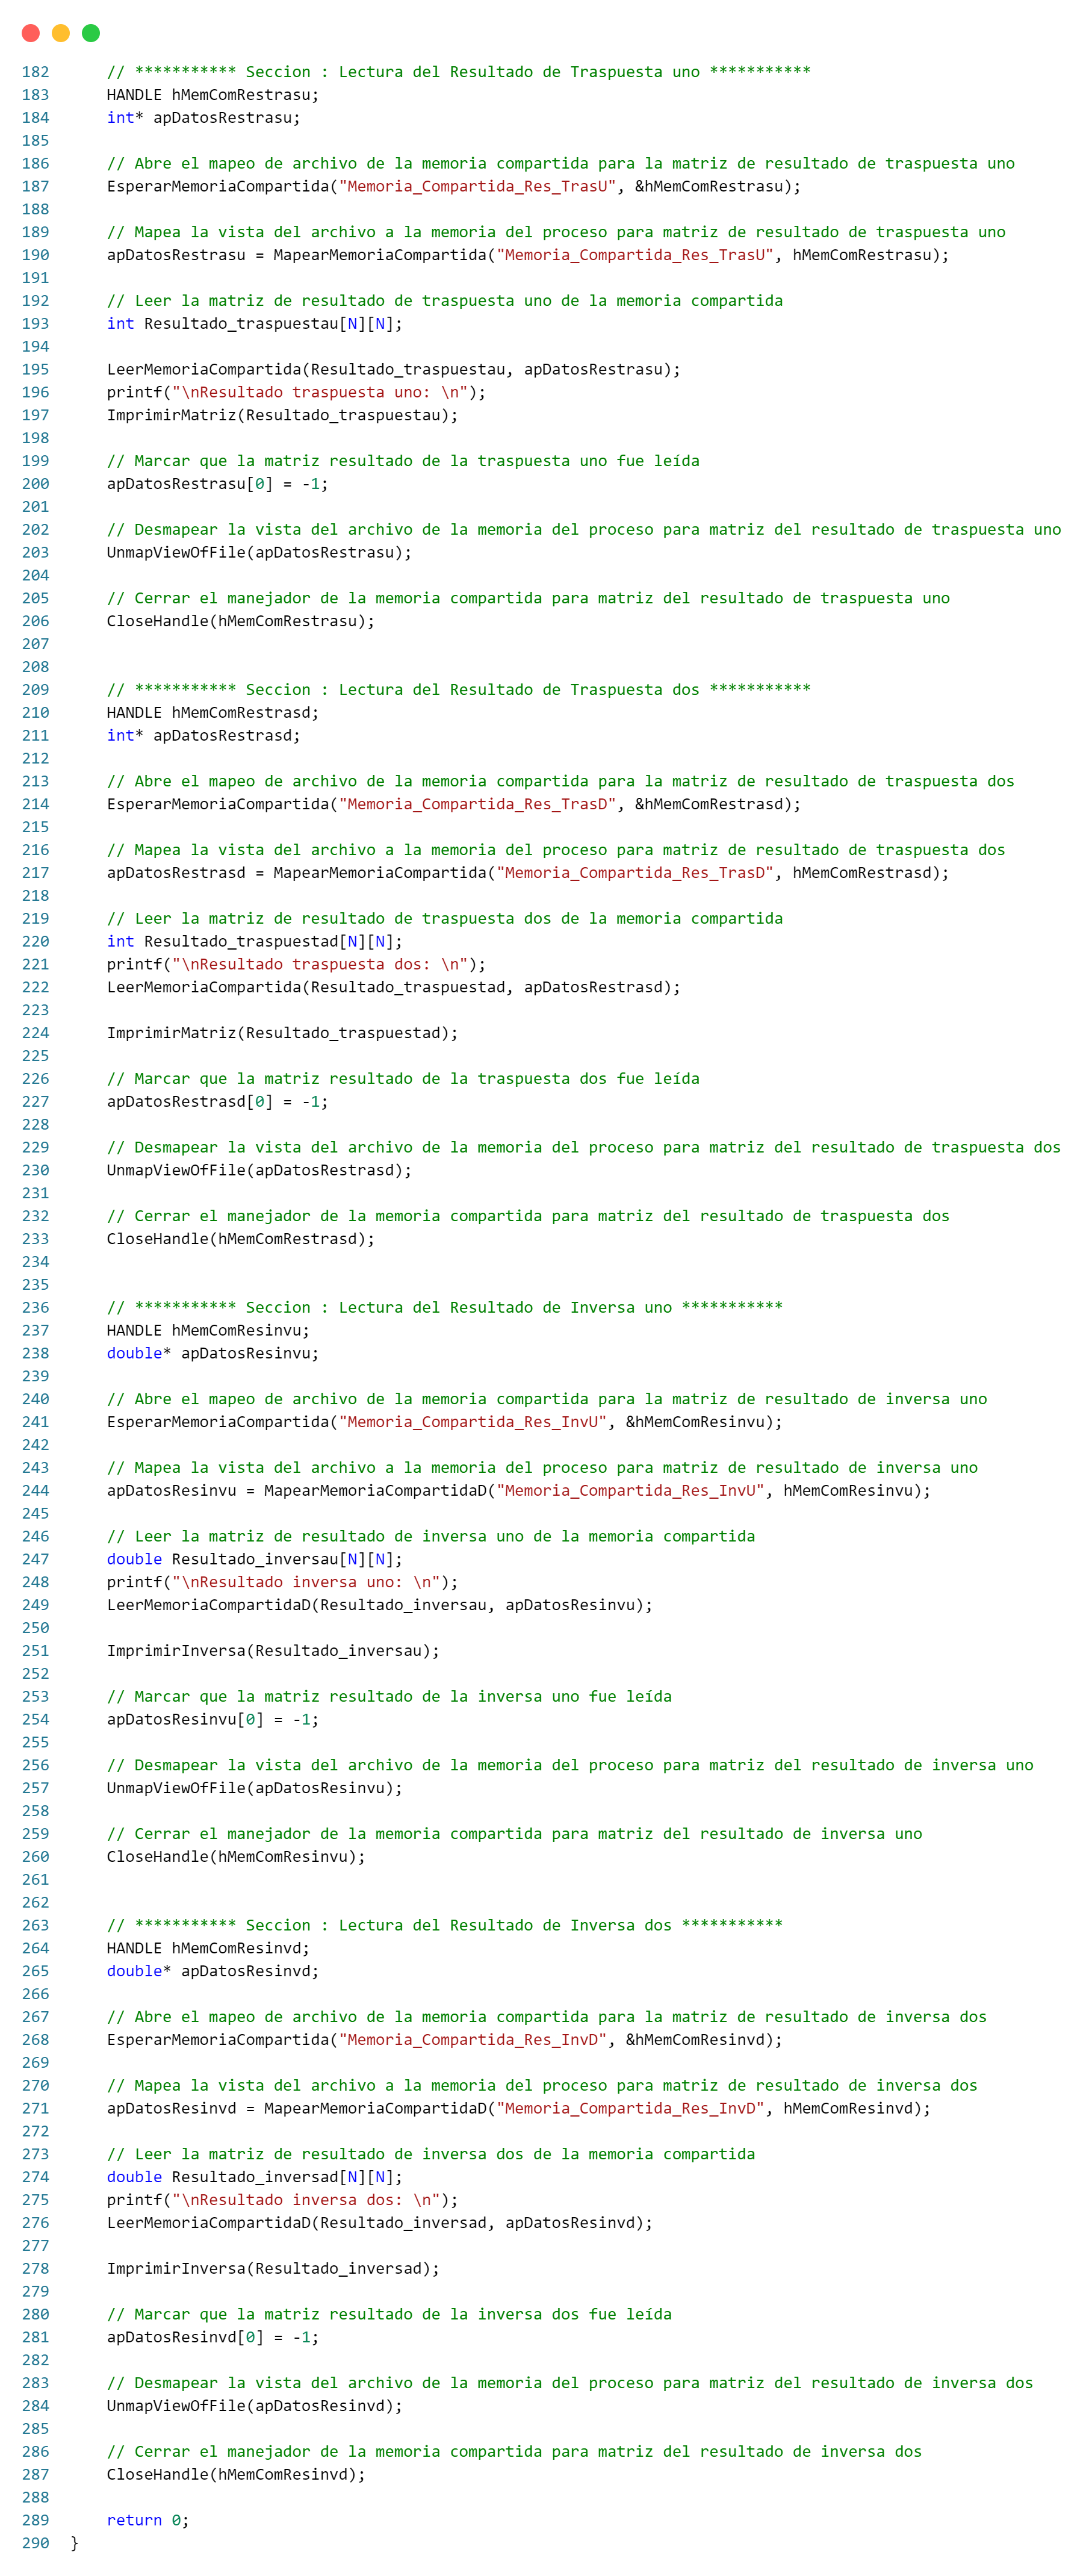 182 // *********** Seccion : Lectura del Resultado de Traspuesta uno ***********
183 HANDLE hMemComRestrasu;
184 int* apDatosRestrasu;
185
186 // Abre el mapeo de archivo de la memoria compartida para la matriz de resultado de traspuesta uno
187 EsperarMemoriaCompartida("Memoria_Compartida_Res_TrasU", &hMemComRestrasu);
188
189 // Mapea la vista del archivo a la memoria del proceso para matriz de resultado de traspuesta uno
190 apDatosRestrasu = MapearMemoriaCompartida("Memoria_Compartida_Res_TrasU", hMemComRestrasu);
191
192 // Leer la matriz de resultado de traspuesta uno de la memoria compartida
193 int Resultado_traspuestau[N][N];
194
195 LeerMemoriaCompartida(Resultado_traspuestau, apDatosRestrasu);
196 printf("\nResultado traspuesta uno: \n");
197 ImprimirMatriz(Resultado_traspuestau);
198
199 // Marcar que la matriz resultado de la traspuesta uno fue leída
200 apDatosRestrasu[0] = -1;
201
202 // Desmapear la vista del archivo de la memoria del proceso para matriz del resultado de traspuesta uno
203 UnmapViewOfFile(apDatosRestrasu);
204
205 // Cerrar el manejador de la memoria compartida para matriz del resultado de traspuesta uno
206 CloseHandle(hMemComRestrasu);
207
208
209 // *********** Seccion : Lectura del Resultado de Traspuesta dos ***********
210 HANDLE hMemComRestrasd;
211 int* apDatosRestrasd;
212
213 // Abre el mapeo de archivo de la memoria compartida para la matriz de resultado de traspuesta dos
214 EsperarMemoriaCompartida("Memoria_Compartida_Res_TrasD", &hMemComRestrasd);
215
216 // Mapea la vista del archivo a la memoria del proceso para matriz de resultado de traspuesta dos
217 apDatosRestrasd = MapearMemoriaCompartida("Memoria_Compartida_Res_TrasD", hMemComRestrasd);
218
219 // Leer la matriz de resultado de traspuesta dos de la memoria compartida
220 int Resultado_traspuestad[N][N];
221 printf("\nResultado traspuesta dos: \n");
222 LeerMemoriaCompartida(Resultado_traspuestad, apDatosRestrasd);
223
224 ImprimirMatriz(Resultado_traspuestad);
225
226 // Marcar que la matriz resultado de la traspuesta dos fue leída
227 apDatosRestrasd[0] = -1;
228
229 // Desmapear la vista del archivo de la memoria del proceso para matriz del resultado de traspuesta dos
230 UnmapViewOfFile(apDatosRestrasd);
231
232 // Cerrar el manejador de la memoria compartida para matriz del resultado de traspuesta dos
233 CloseHandle(hMemComRestrasd);
234
235
236 // *********** Seccion : Lectura del Resultado de Inversa uno ***********
237 HANDLE hMemComResinvu;
238 double* apDatosResinvu;
239
240 // Abre el mapeo de archivo de la memoria compartida para la matriz de resultado de inversa uno
241 EsperarMemoriaCompartida("Memoria_Compartida_Res_InvU", &hMemComResinvu);
242
243 // Mapea la vista del archivo a la memoria del proceso para matriz de resultado de inversa uno
244 apDatosResinvu = MapearMemoriaCompartidaD("Memoria_Compartida_Res_InvU", hMemComResinvu);
245
246 // Leer la matriz de resultado de inversa uno de la memoria compartida
247 double Resultado_inversau[N][N];
248 printf("\nResultado inversa uno: \n");
249 LeerMemoriaCompartidaD(Resultado_inversau, apDatosResinvu);
250
251 ImprimirInversa(Resultado_inversau);
252
253 // Marcar que la matriz resultado de la inversa uno fue leída
254 apDatosResinvu[0] = -1;
255
256 // Desmapear la vista del archivo de la memoria del proceso para matriz del resultado de inversa uno
257 UnmapViewOfFile(apDatosResinvu);
258
259 // Cerrar el manejador de la memoria compartida para matriz del resultado de inversa uno
260 CloseHandle(hMemComResinvu);
261
262
263 // *********** Seccion : Lectura del Resultado de Inversa dos ***********
264 HANDLE hMemComResinvd;
265 double* apDatosResinvd;
266
267 // Abre el mapeo de archivo de la memoria compartida para la matriz de resultado de inversa dos
268 EsperarMemoriaCompartida("Memoria_Compartida_Res_InvD", &hMemComResinvd);
269
270 // Mapea la vista del archivo a la memoria del proceso para matriz de resultado de inversa dos
271 apDatosResinvd = MapearMemoriaCompartidaD("Memoria_Compartida_Res_InvD", hMemComResinvd);
272
273 // Leer la matriz de resultado de inversa dos de la memoria compartida
274 double Resultado_inversad[N][N];
275 printf("\nResultado inversa dos: \n");
276 LeerMemoriaCompartidaD(Resultado_inversad, apDatosResinvd);
277
278 ImprimirInversa(Resultado_inversad);
279
280 // Marcar que la matriz resultado de la inversa dos fue leída
281 apDatosResinvd[0] = -1;
282
283 // Desmapear la vista del archivo de la memoria del proceso para matriz del resultado de inversa dos
284 UnmapViewOfFile(apDatosResinvd);
285
286 // Cerrar el manejador de la memoria compartida para matriz del resultado de inversa dos
287 CloseHandle(hMemComResinvd);
288
289 return 0;
290 }